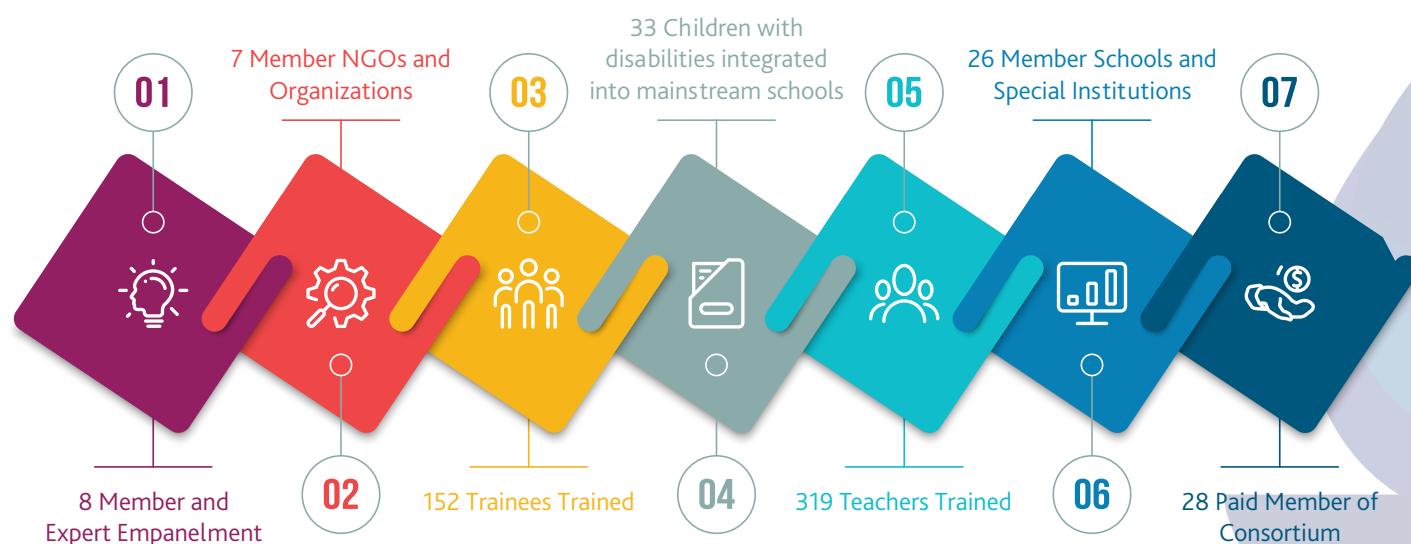 01
8 Member and
Expert Empanelment
7 Member NGOs and
Organizations
02
03
152 Trainees Trained
33 Children with
disabilities integrated
into mainstream schools
04
05
319 Teachers Trained
26 Member Schools and
Special Institutions
06
07
28 Paid Member of
Consortium
$